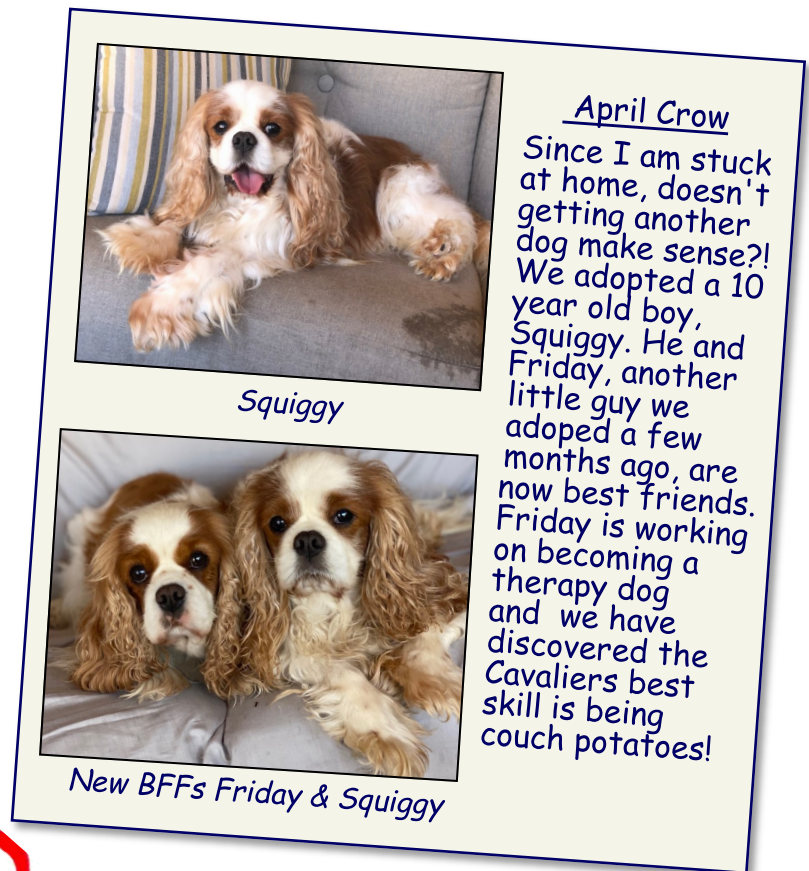 April Crow
Since I am stuck
at home, doesn't
getting another
dog make sense?!
We adopted a 10
year old boy,
Squiggy. He and
Friday, another
little guy we
adoped a few
months ago, are
now best friends.
Friday is working
on becoming a
therapy dog
and  we have
discovered the
Cavaliers best
skill is being
couch potatoes!
Squiggy
New BFFs Friday & Squiggy